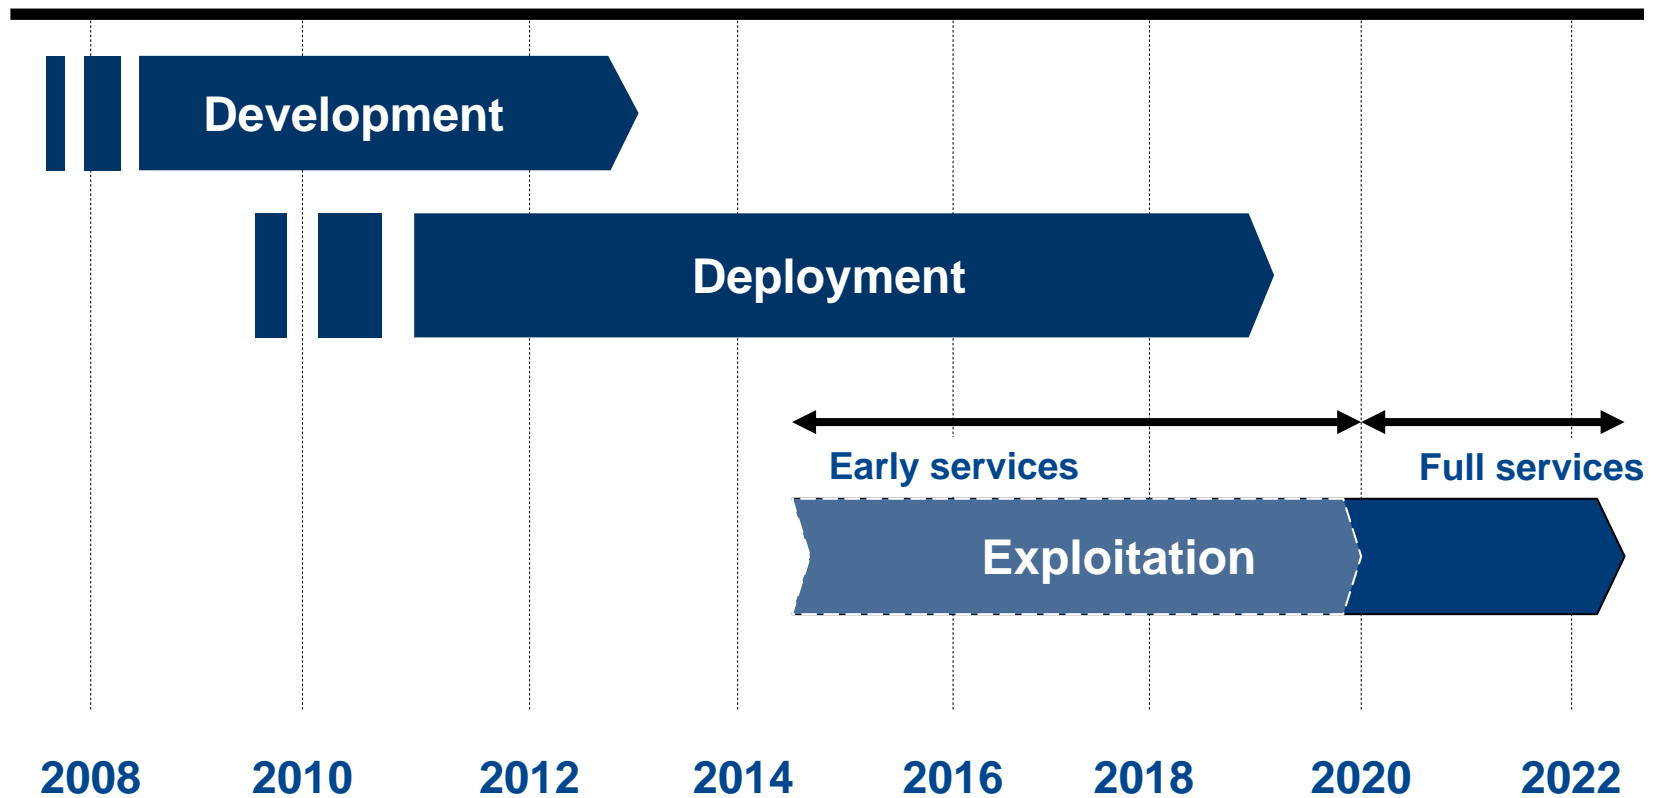 Development
Deployment
Early services
Full services
Exploitation
2008 2010 2012 2014 2016 2018 2020 2022